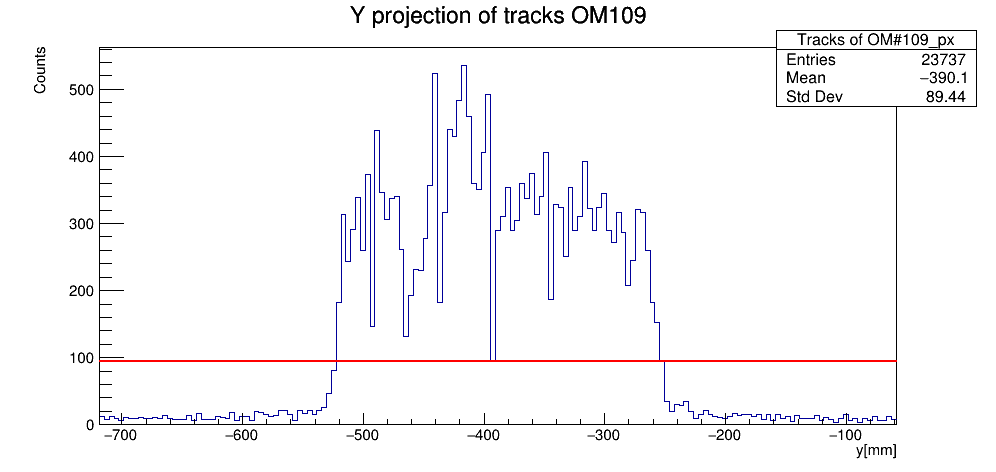 Y projection of tracks OM109
Counts
Tracks of OM#109_px
Entries 23737
Mean −390.1
Std Dev 89.44
500
400
300
200
100
0
−700 −600 −500 −400 −300 −200 −100
y[mm]